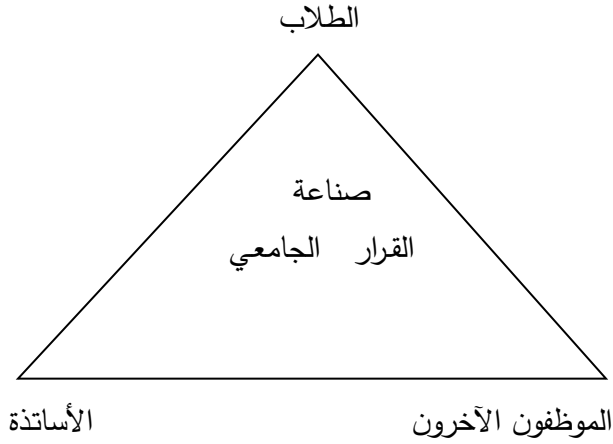 الطلاب
صناعة
القرار الجامعي
الموظفون الآخرون
الأساتذة